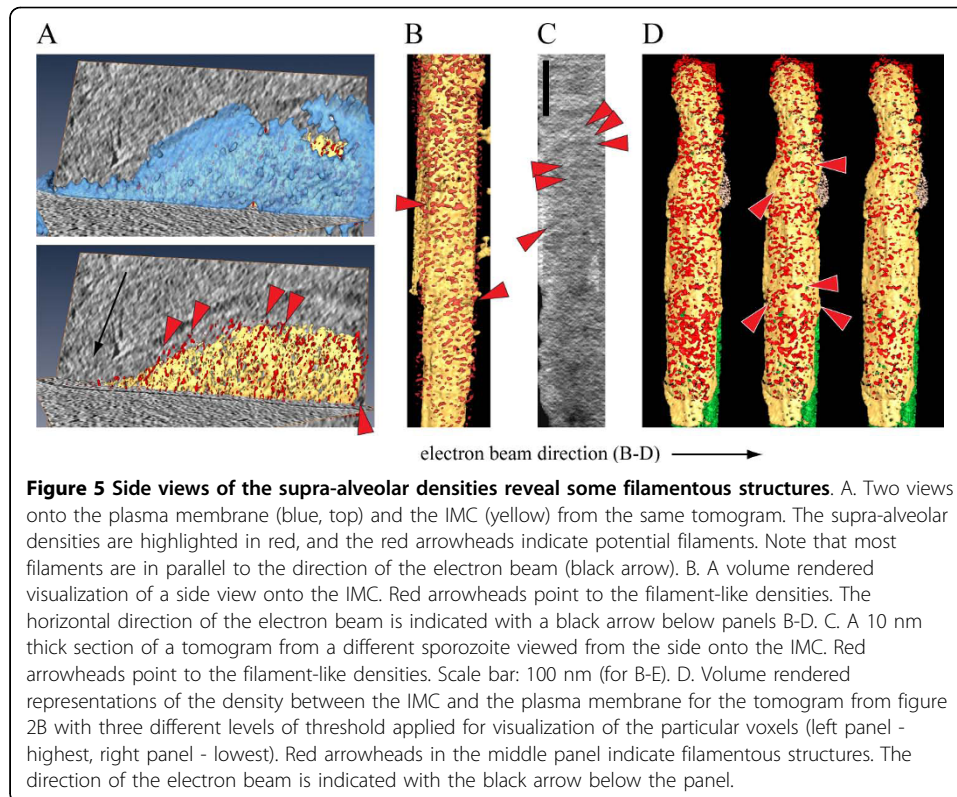 A
B
C
D
electron beam direction (B-D)
Figure 5 Side views of the supra-alveolar densities reveal some filamentous structures. A. Two views
onto the plasma membrane (blue, top) and the IMC (yellow) from the same tomogram. The supra-alveolar
densities are highlighted in red, and the red arrowheads indicate potential filaments. Note that most
filaments are in parallel to the direction of the electron beam (black arrow). B. A volume rendered
visualization of a side view onto the IMC. Red arrowheads point to the filament-like densities. The
horizontal direction of the electron beam is indicated with a black arrow below panels B-D. C. A 10 nm
thick section of a tomogram from a different sporozoite viewed from the side onto the IMC. Red
arrowheads point to the filament-like densities. Scale bar: 100 nm (for B-E). D. Volume rendered
representations of the density between the IMC and the plasma membrane for the tomogram from figure
2B with three different levels of threshold applied for visualization of the particular voxels (left panel -
highest, right panel - lowest). Red arrowheads in the middle panel indicate filamentous structures. The
direction of the electron beam is indicated with the black arrow below the panel.